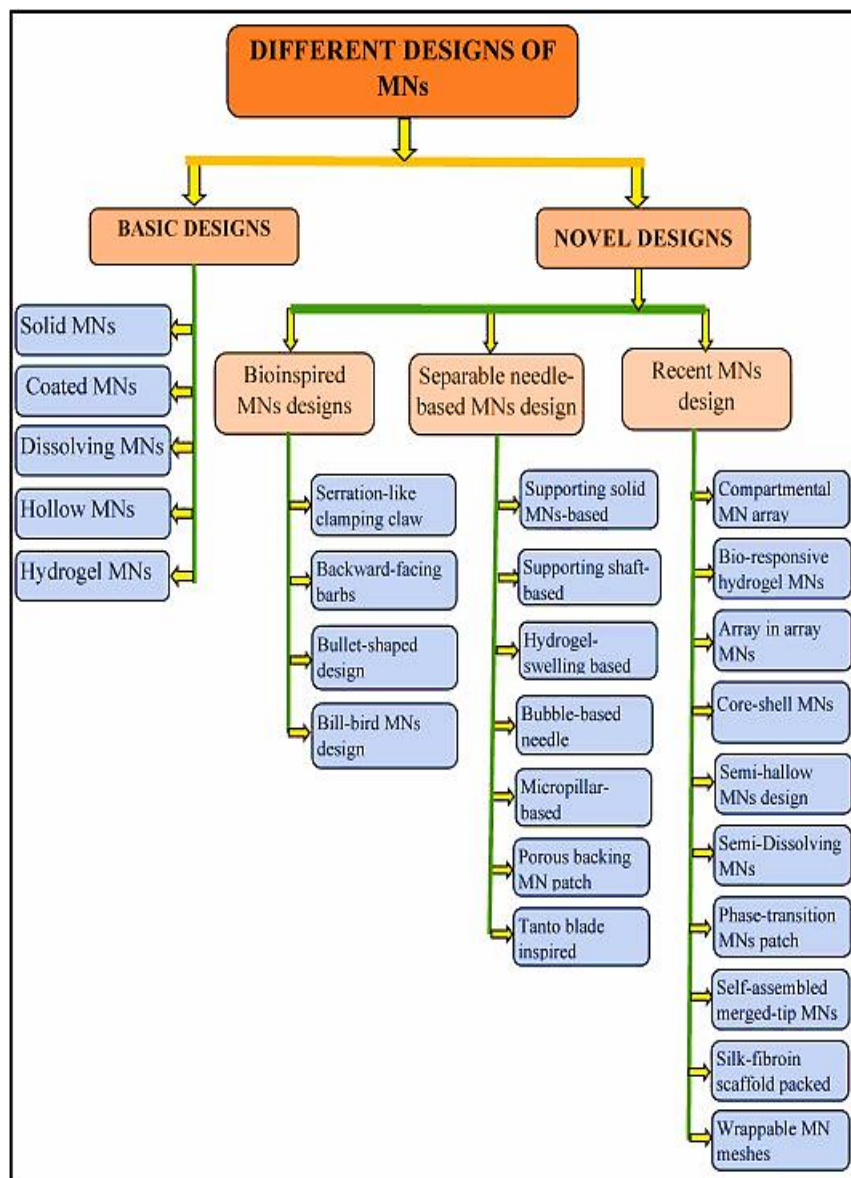 DIFFERENT DESIGNS OF
MNs
BASIC DESIGNS
NOVEL DESIGNS
Solid MNs
Coated MNs
Dissolving MNs
Hollow MNs
Hydrogel MNs
Bioinspired
MNs designs
Serration-like
clamping claw
Backward-facing
barbs
Bullet-shaped
design
Bill-bird MNs
design
Separable needle-
based MNs design
Supporting solid
MNs-based
Supporting shaft-
based
Hydrogel-
swelling based
Bubble-based
needle
Micropillar-
based
Porous backing
MN patch
Tanto blade
inspired
Recent MNs
design
Compartmental
MN array
Bio-responsive
hydrogel MNs
Array in array
MNs
Core-shell MNs
Semi-hallow
MNs design
Semi-Dissolving
MNs
Phase-transition
MNs patch
Self-assembled
merged-tip MNs
Silk-fibroin
scaffold packed
Wrappable MN
meshes